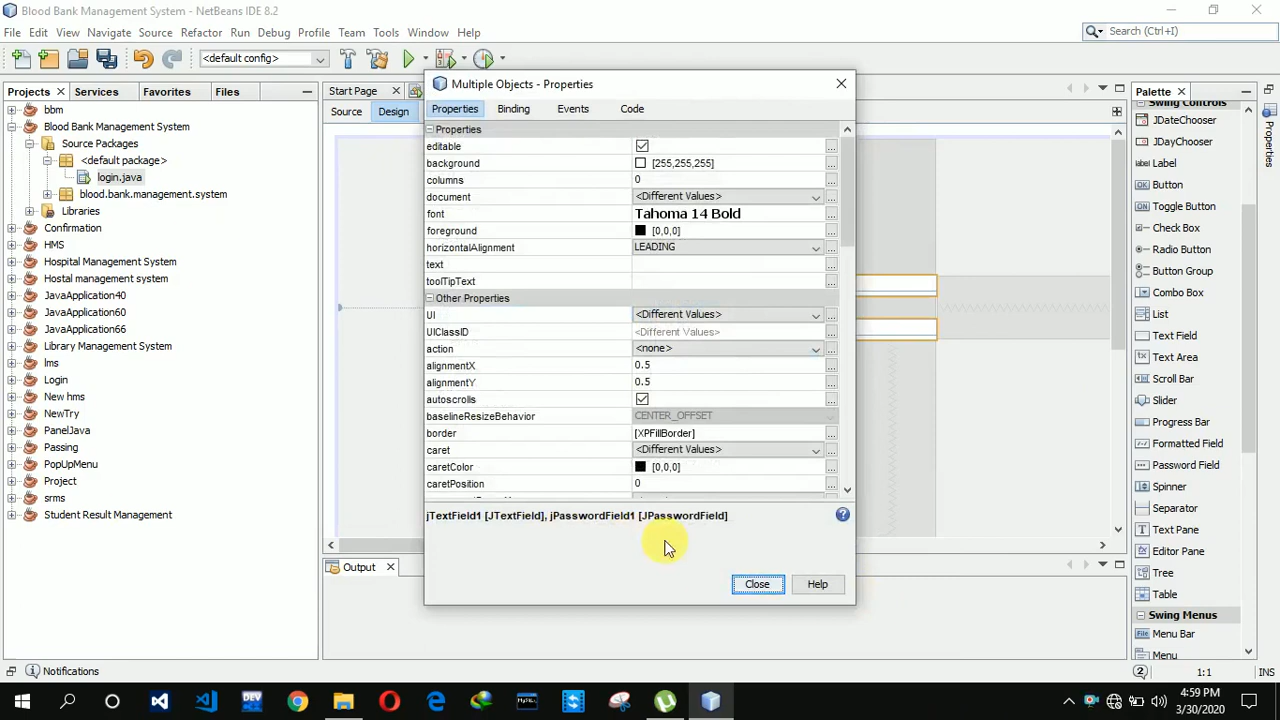 Blood Bank Management System - NetBeans IDE 8.2
File Edit View Navigate Source Refactor Run Debug Profile Team Tools Window Help
Search (Ctrl+I)
<default config>
Projects Services Favorites Files
bbm
Blood Bank Management System
Source Packages
<default package>
login.java
blood.bank.management.system
Libraries
Confirmation
HMS
Hospital Management System
Hostal management system
JavaApplication40
JavaApplication60
JavaApplication66
Library Management System
lms
Login
New hms
NewTry
PanelJava
Passing
PopUpMenu
Project
srms
Student Result Management
Start Page
Source Design
Multiple Objects - Properties
Properties Binding Events Code
Properties
editable
background [255,255,255]
columns 0
document <Different Values>
font Tahoma 14 Bold
foreground [0,0,0]
horizontalAlignment LEADING
text
toolTipText
Other Properties
UI <Different Values>
UIClassID <Different Values>
action <none>
alignmentX 0.5
alignmentY 0.5
autoscrolls
baselineResizeBehavior CENTER_OFFSET
border [XPFillBorder]
caret <Different Values>
caretColor [0,0,0]
caretPosition 0
jTextField1 [JTextField], jPasswordField1 [JPasswordField]
Close Help
Output
Palette
Swing Controls
JDateChooser
JDayChooser
Label
Button
Toggle Button
Check Box
Radio Button
Button Group
Combo Box
List
Text Field
Text Area
Scroll Bar
Slider
Progress Bar
Formatted Field
Password Field
Spinner
Separator
Text Pane
Editor Pane
Tree
Table
Swing Menus
Menu Bar
Menu
Properties
Notifications
2
1:1 INS
4:59 PM
3/30/2020